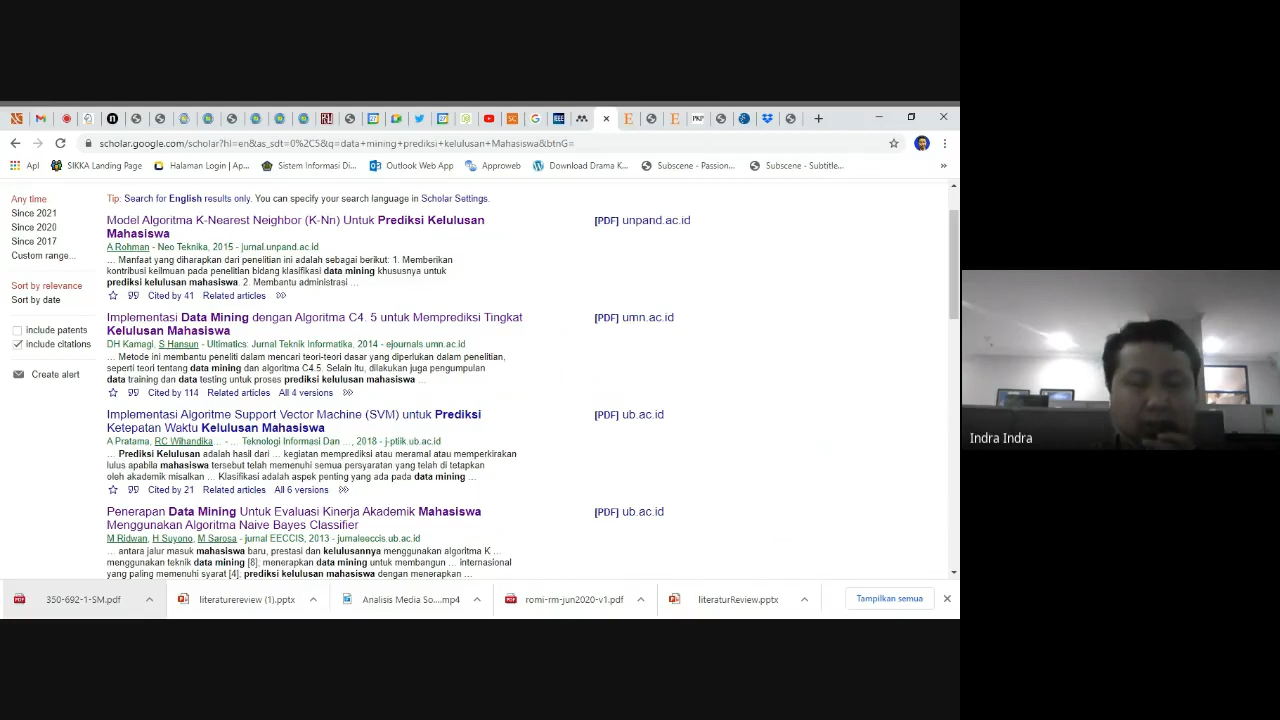 scholar.google.com/scholar?hl=en&as_sdt=0%2C5&q=data+mining+prediksi+kelulusan+Mahasiswa&btnG=
Apl
SIKKA Landing Page
Halaman Login | Ap...
Sistem Informasi Di...
Outlook Web App
Approweb
Download Drama K...
Subscene - Passion...
Subscene - Subtitle...
»
Any time
Since 2021
Since 2020
Since 2017
Custom range...
Sort by relevance
Sort by date
include patents
include citations
Create alert
Tip: Search for English results only. You can specify your search language in Scholar Settings.
Model Algoritma K-Nearest Neighbor (K-Nn) Untuk Prediksi Kelulusan
Mahasiswa
[PDF] unpand.ac.id
A Rohman - Neo Teknika, 2015 - jurnal.unpand.ac.id
... Manfaat yang diharapkan dari penelitian ini adalah sebagai berikut: 1. Memberikan
kontribusi keilmuan pada penelitian bidang klasifikasi data mining khususnya untuk
prediksi kelulusan mahasiswa. 2. Membantu administrasi ...
Cited by 41 Related articles
Implementasi Data Mining dengan Algoritma C4. 5 untuk Memprediksi Tingkat
Kelulusan Mahasiswa
[PDF] umn.ac.id
DH Kamagi, S Hansun - Ultimatics: Jurnal Teknik Informatika, 2014 - ejournals.umn.ac.id
... Metode ini membantu peneliti dalam mencari teori-teori dasar yang diperlukan dalam penelitian,
seperti teori tentang data mining dan algoritma C4.5. Selain itu, dilakukan juga pengumpulan
data training dan data testing untuk proses prediksi kelulusan mahasiswa ...
Cited by 114 Related articles All 4 versions
Implementasi Algoritme Support Vector Machine (SVM) untuk Prediksi
Ketepatan Waktu Kelulusan Mahasiswa
[PDF] ub.ac.id
A Pratama, RC Wihandika... - ... Teknologi Informasi Dan ..., 2018 - j-ptiik.ub.ac.id
... Prediksi Kelulusan adalah hasil dari ... kegiatan memprediksi atau meramal atau memperkirakan
lulus apabila mahasiswa tersebut telah memenuhi semua persyaratan yang telah di tetapkan
oleh akademik misalkan ... Klasifikasi adalah aspek penting yang ada pada data mining ...
Cited by 21 Related articles All 6 versions
Penerapan Data Mining Untuk Evaluasi Kinerja Akademik Mahasiswa
Menggunakan Algoritma Naive Bayes Classifier
[PDF] ub.ac.id
M Ridwan, H Suyono, M Sarosa - jurnal EECCIS, 2013 - jurnaleeccis.ub.ac.id
... antara jalur masuk mahasiswa baru, prestasi dan kelulusannya menggunakan algoritma K ...
menggunakan teknik data mining [8]; menerapkan data mining untuk membangun ... internasional
yang paling memenuhi syarat [4], prediksi kelulusan mahasiswa dengan menerapkan ...
350-692-1-SM.pdf
literaturereview (1).pptx
Analisis Media So....mp4
romi-rm-jun2020-v1.pdf
literaturReview.pptx
Tampilkan semua
Indra Indra